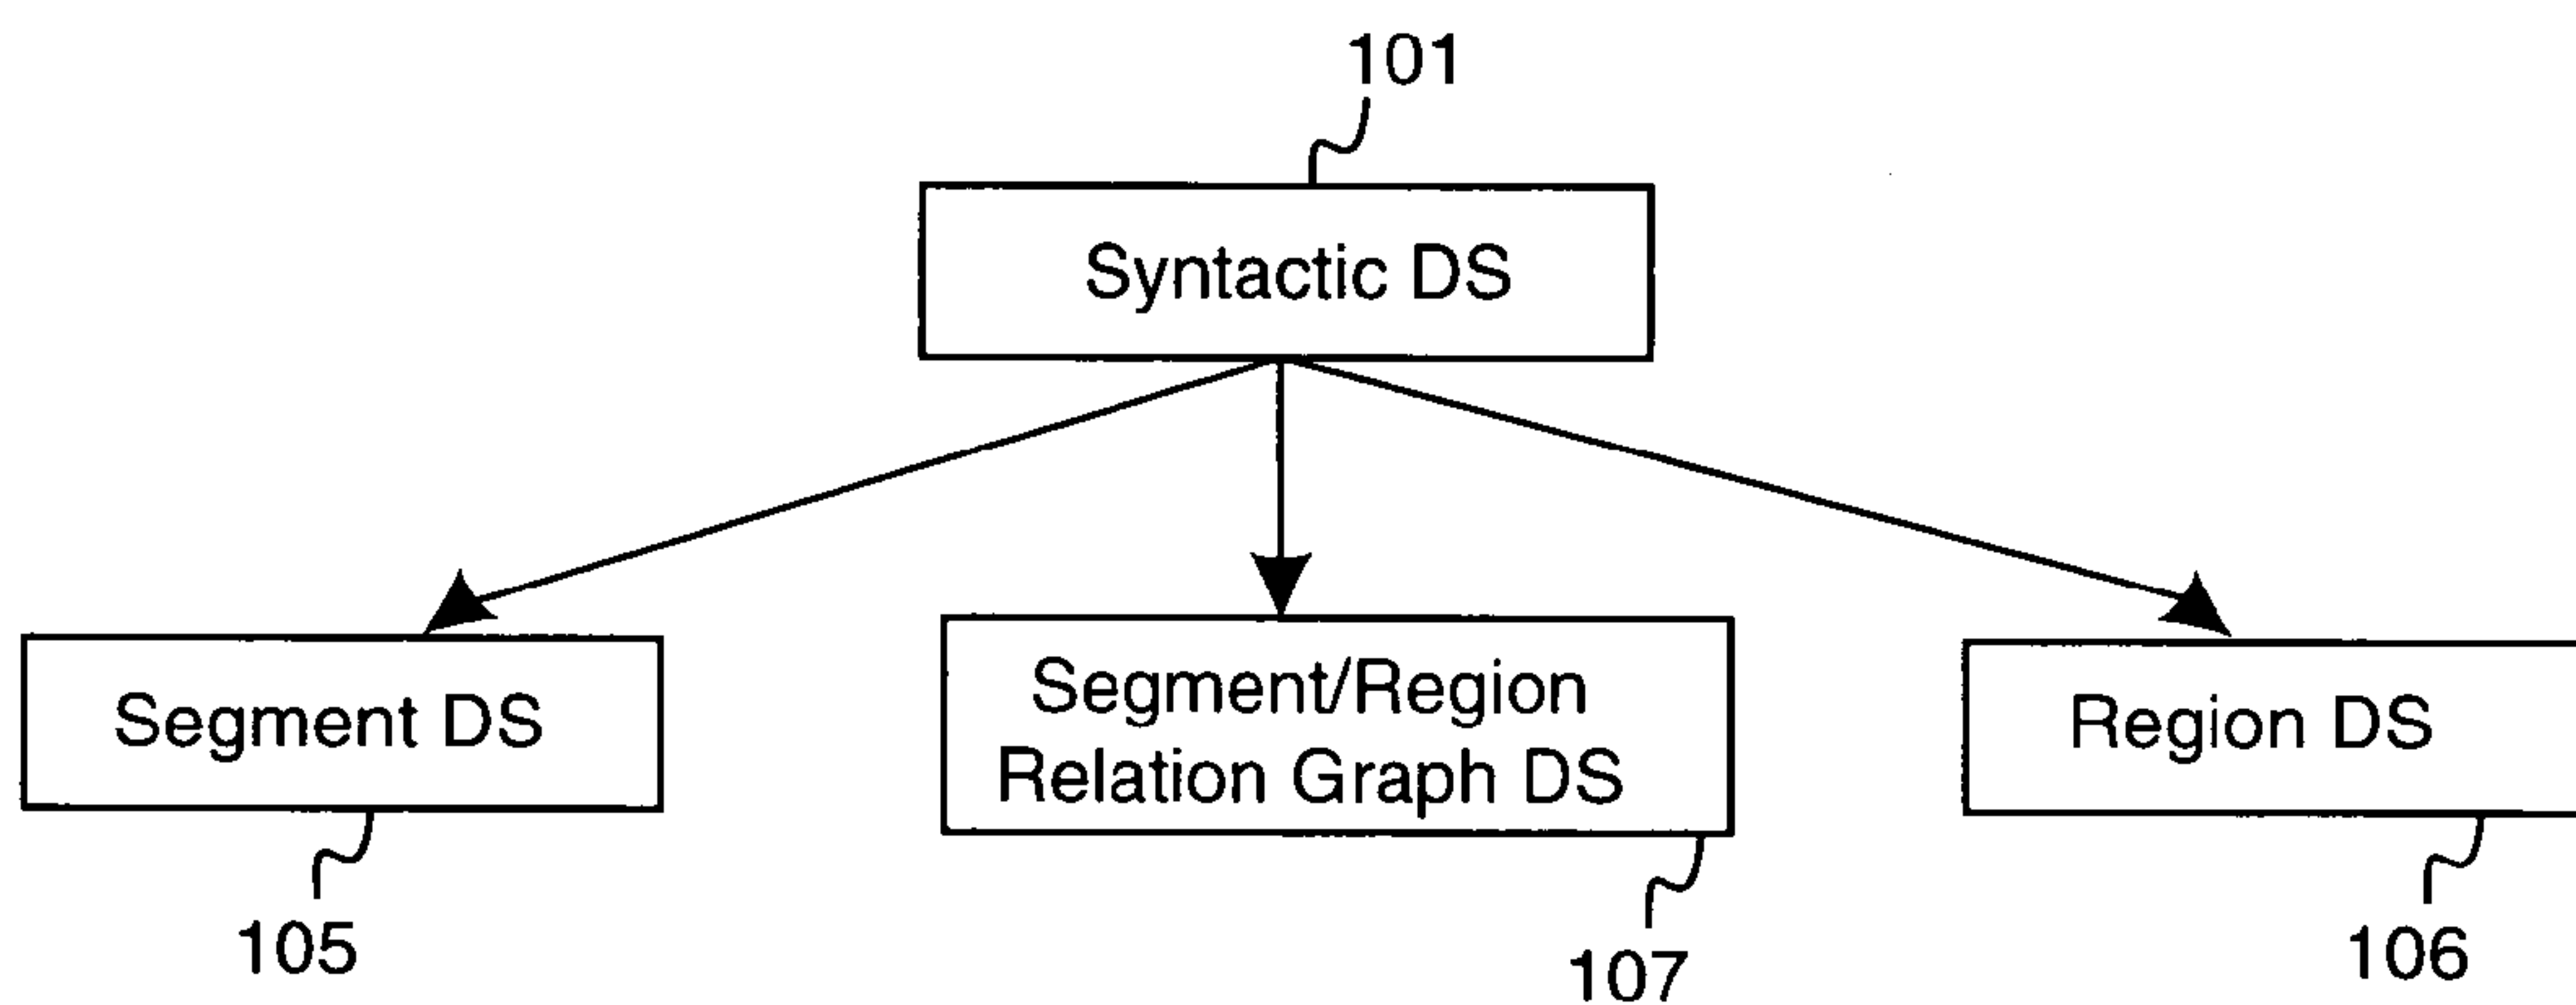 101
Syntactic DS
Segment DS
Segment/Region
Relation Graph DS
Region DS
105
107
106